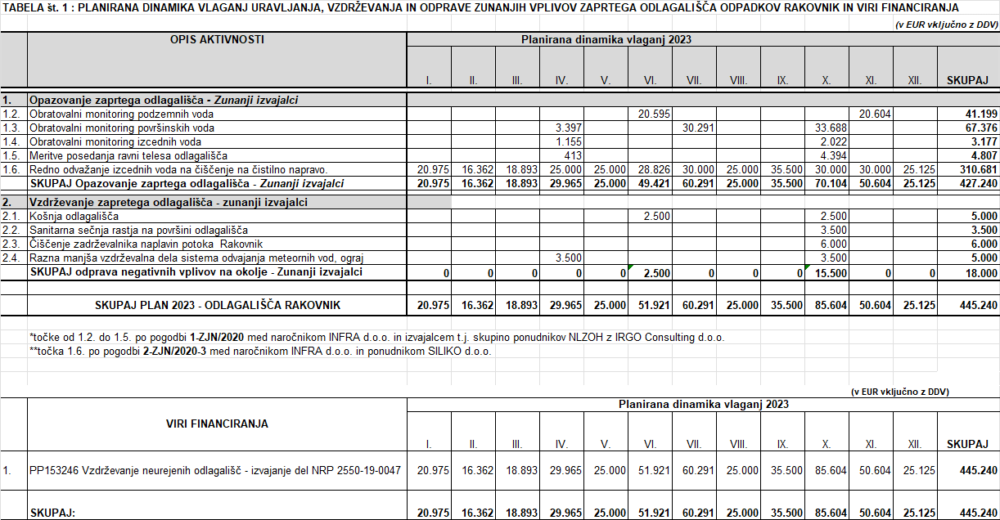 TABELA št. 1 : PLANIRANA DINAMIKA VLAGANJ URAVLJANJA, VZDRŽEVANJA IN ODPRAVE ZUNANJIH VPLIVOV ZAPRTEGA ODLAGALIŠČA ODPADKOV RAKOVNIK IN VIRI FINANCIRANJA
(v EUR vključno z DDV)
OPIS AKTIVNOSTI Planirana dinamika vlaganj 2023
I. II. III. IV. V. VI. VII. VIII. IX. X. XI. XII. SKUPAJ
1. Opazovanje zaprtega odlagališča - Zunanji izvajalci
1.2. Obratovalni monitoring podzemnih voda 20.595 20.604 41.199
1.3. Obratovalni monitoring površinskih voda 3.397 30.291 33.688 67.376
1.4. Obratovalni monitoring izcednih voda 1.155 2.022 3.177
1.5. Meritve posedanja ravni telesa odlagališča 413 4.394 4.807
1.6. Redno odvažanje izcednih voda na čiščenje na čistilno napravo. 20.975 16.362 18.893 25.000 25.000 28.826 30.000 25.000 35.500 30.000 30.000 25.125 310.681
SKUPAJ Opazovanje zaprtega odlagališča - Zunanji izvajalci 20.975 16.362 18.893 29.965 25.000 49.421 60.291 25.000 35.500 70.104 50.604 25.125 427.240
2. Vzdrževanje zapretega odlagališča - zunanji izvajalci
2.1. Košnja odlagališča 2.500 2.500 5.000
2.2. Sanitarna sečnja rastja na površini odlagališča 3.500 3.500
2.3. Čiščenje zadrževalnika naplavin potoka Rakovnik 6.000 6.000
2.4. Razna manjša vzdrževalna dela sistema odvajanja meteornih vod, ograj 3.500 3.500 5.000
SKUPAJ odprava negativnih vplivov na okolje - Zunanji izvajalci 0 0 0 0 0 2.500 0 0 0 15.500 0 0 18.000
SKUPAJ PLAN 2023 - ODLAGALIŠČA RAKOVNIK 20.975 16.362 18.893 29.965 25.000 51.921 60.291 25.000 35.500 85.604 50.604 25.125 445.240
*točke od 1.2. do 1.5. po pogodbi 1-ZJN/2020 med naročnikom INFRA d.o.o. in izvajalcem t.j. skupino ponudnikov NLZOH z IRGO Consulting d.o.o.
**točka 1.6. po pogodbi 2-ZJN/2020-3 med naročnikom INFRA d.o.o. in ponudnikom SILIKO d.o.o.
(v EUR vključno z DDV)
VIRI FINANCIRANJA Planirana dinamika vlaganj 2023
I. II. III. IV. V. VI. VII. VIII. IX. X. XI. XII. SKUPAJ
1. PP153246 Vzdrževanje neurejenih odlagališč - izvajanje del NRP 2550-19-0047 20.975 16.362 18.893 29.965 25.000 51.921 60.291 25.000 35.500 85.604 50.604 25.125 445.240
SKUPAJ: 20.975 16.362 18.893 29.965 25.000 51.921 60.291 25.000 35.500 85.604 50.604 25.125 445.240